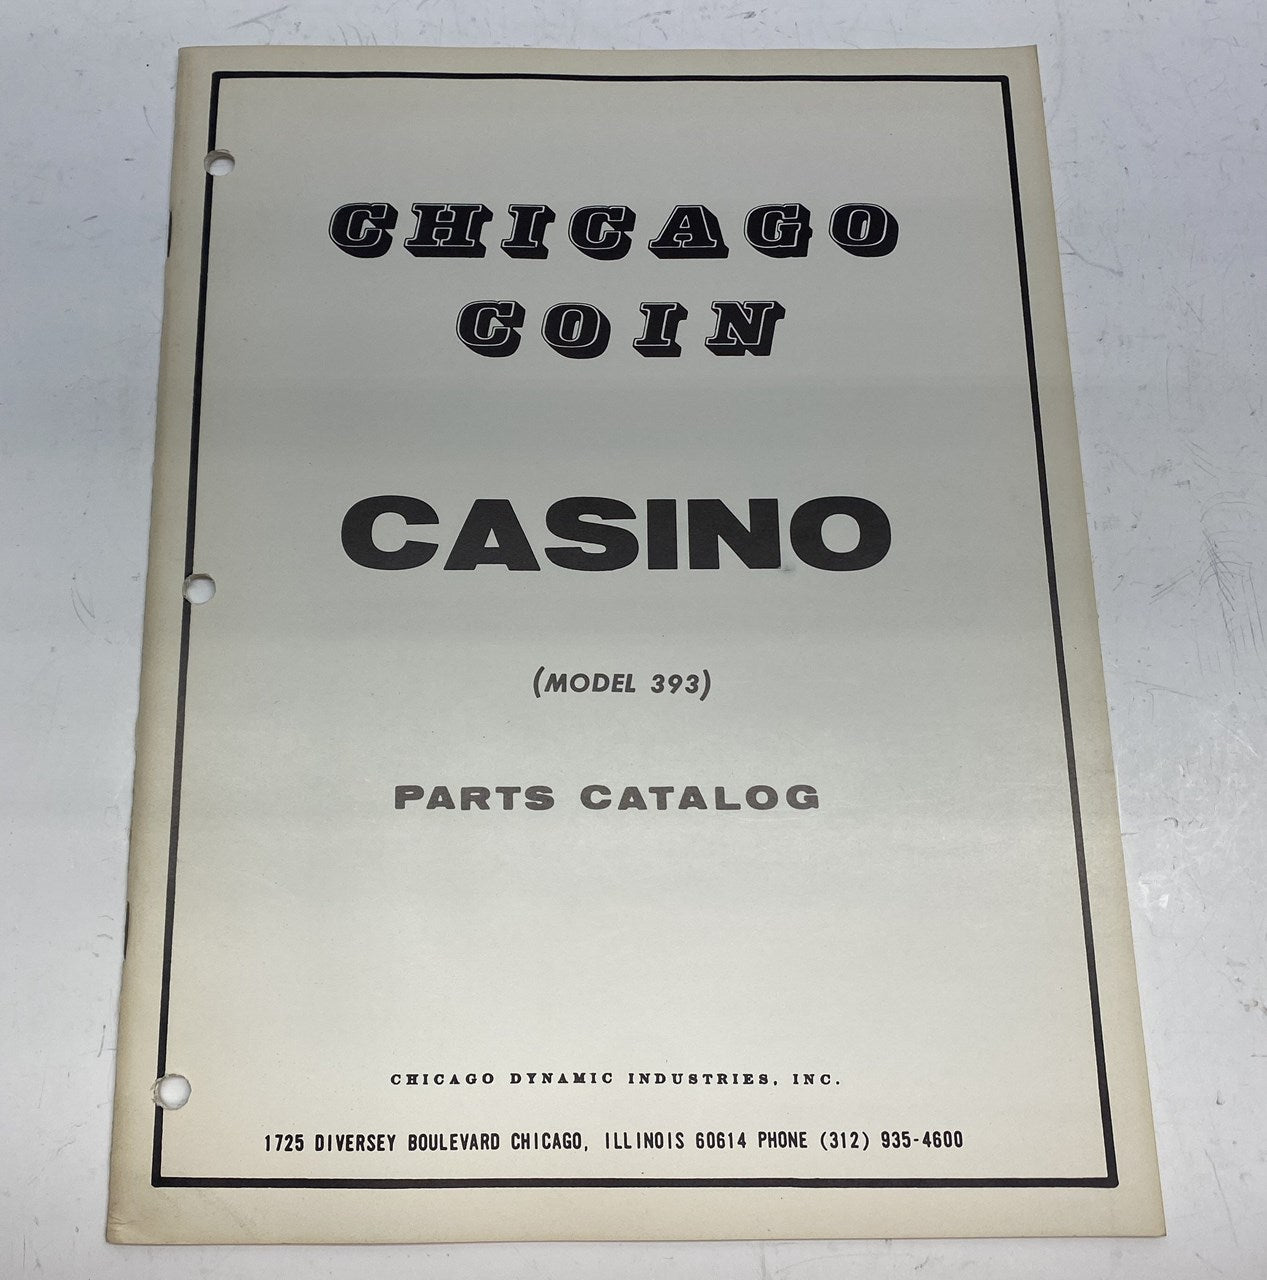 CHICAGO
COIN
CASINO
(MODEL 393)
PARTS CATALOG
CHICAGO DYNAMIC INDUSTRIES, INC.
1725 DIVERSEY BOULEVARD CHICAGO, ILLINOIS 60614 PHONE (312) 935-4600